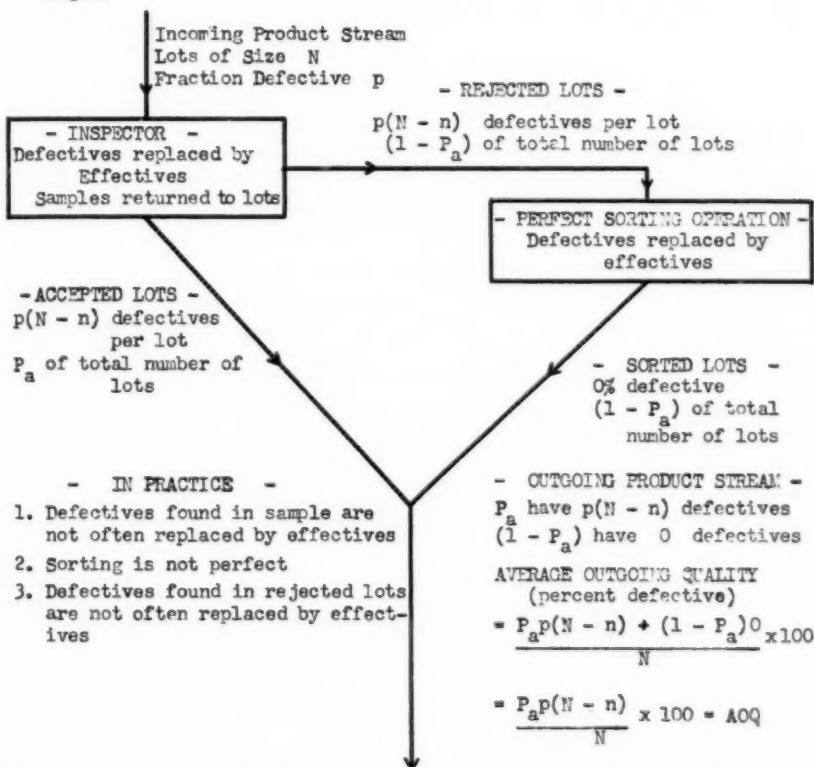 Incoming Product Stream
Lots of Size N
Fraction Defective p
- REJECTED LOTS -
p(N - n) defectives per lot
(1 - Pa) of total number of lots
- INSPECTOR -
Defectives replaced by
Effectives
Samples returned to lots
- PERFECT SORTING OPERATION -
Defectives replaced by
effectives
-ACCEPTED LOTS -
p(N - n) defectives
per lot
Pa of total number of
lots
- SORTED LOTS -
0% defective
(1 - Pa) of total
number of lots
- IN PRACTICE -
1. Defectives found in sample are
not often replaced by effectives
2. Sorting is not perfect
3. Defectives found in rejected lots
are not often replaced by effect-
ives
- OUTGOING PRODUCT STREAM -
Pa have p(N - n) defectives
(1 - Pa) have 0 defectives
AVERAGE OUTGOING QUALITY
(percent defective)
= Pap(N - n) + (1 - Pa)0 x100
N
= Pap(N - n) x 100 = AOQ
N